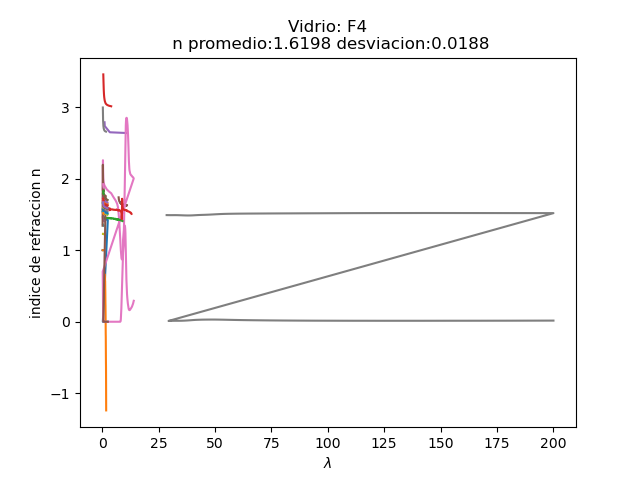 Vidrio: F4
n promedio:1.6198 desviacion:0.0188
indice de refraccion n
3
2
1
0
−1
0 25 50 75 100 125 150 175 200
λ